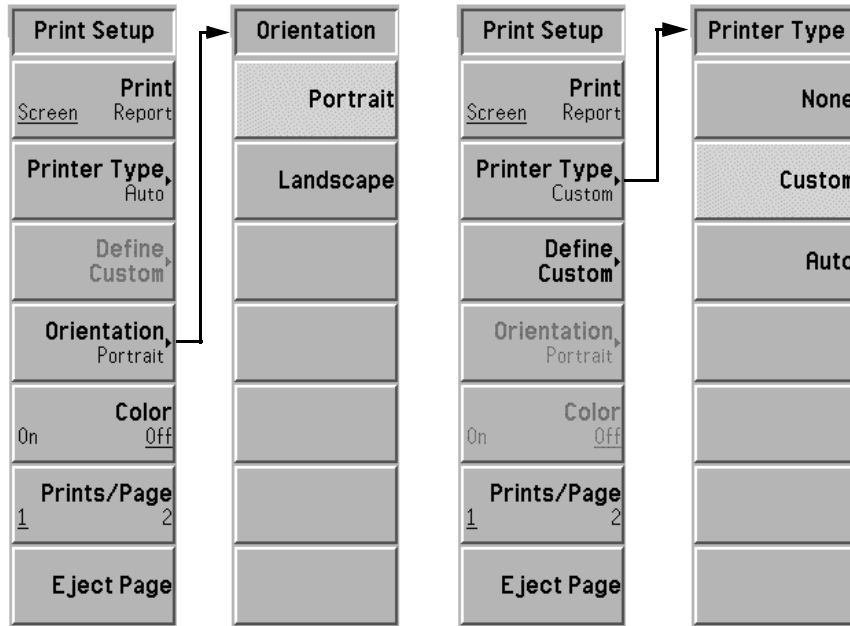 Print Setup
Print
Screen Report
Printer Type
Auto
Define
Custom
Orientation
Portrait
Color
On Off
Prints/Page
1 2
Eject Page
Orientation
Portrait
Landscape
Print Setup
Print
Screen Report
Printer Type
Custom
Define
Custom
Orientation
Portrait
Color
On Off
Prints/Page
1 2
Eject Page
Printer Type
None
Custom
Auto